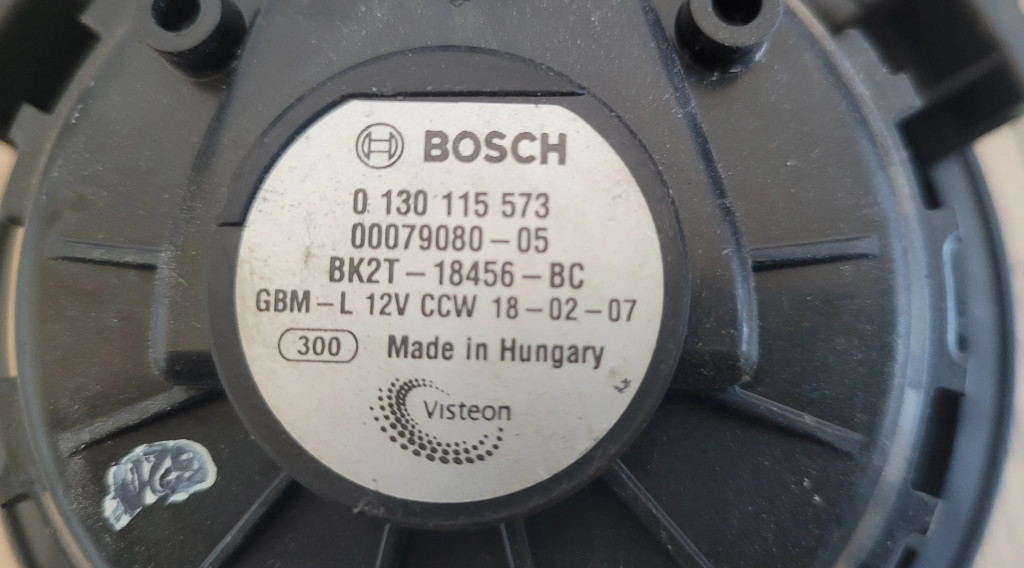 BOSCH
0 130 115 573
00079080-05
BK2T-18456-BC
GBM-L 12V CCW 18-02-07
300 Made in Hungary
Visteon